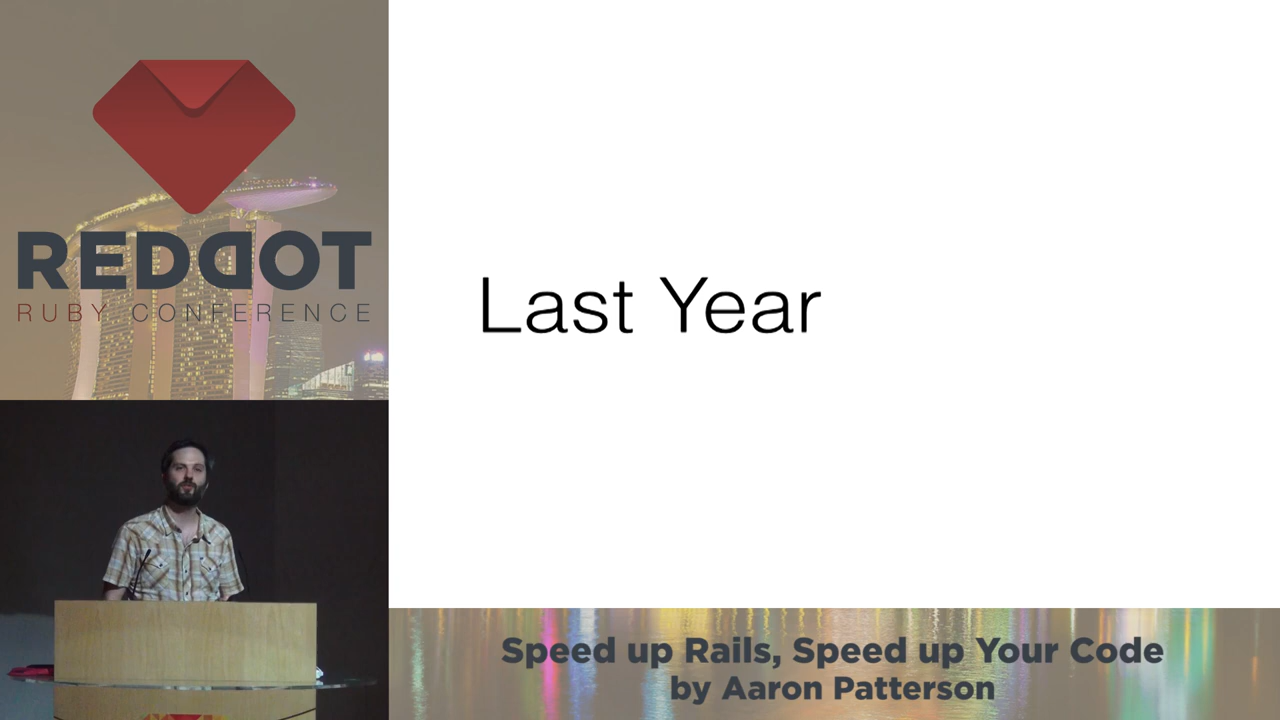 REDDOT
RUBY CONFERENCE
Last Year
Speed up Rails, Speed up Your Code
by Aaron Patterson